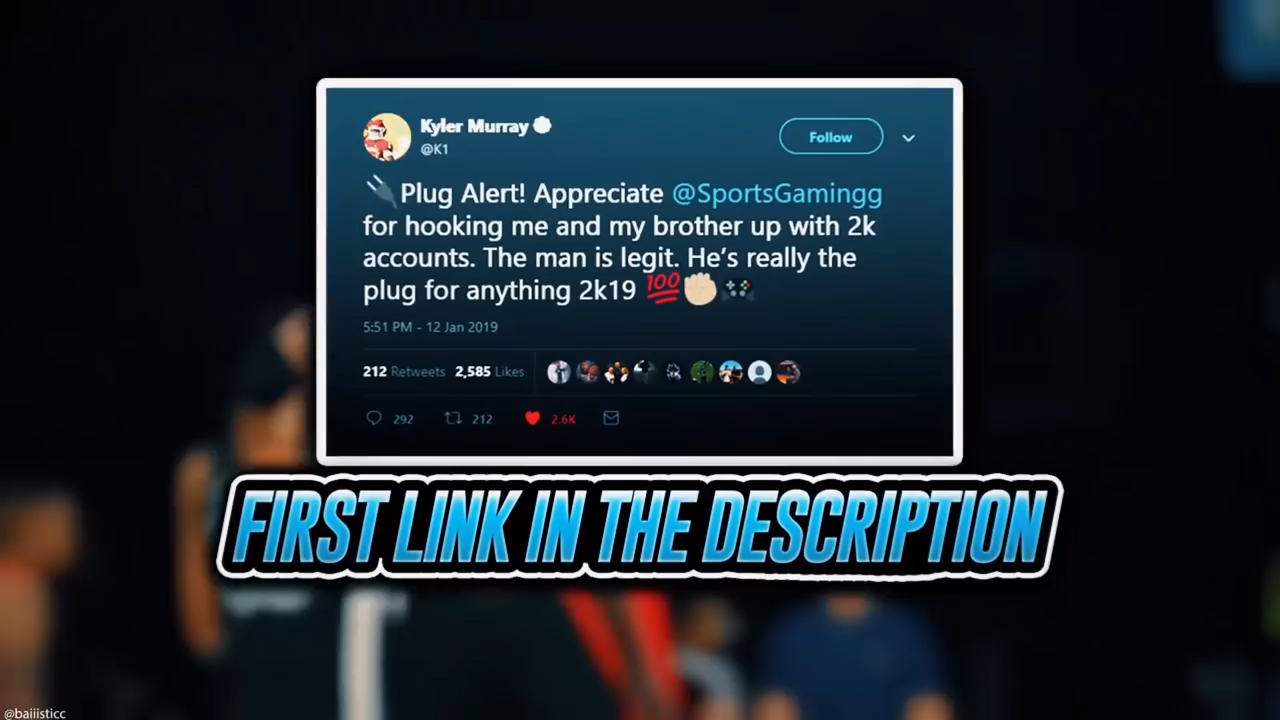 Kyler Murray
@K1
Follow
Plug Alert! Appreciate @SportsGamingg
for hooking me and my brother up with 2k
accounts. The man is legit. He’s really the
plug for anything 2k19 💯✊🏻🎮
5:51 PM - 12 Jan 2019
212 Retweets 2,585 Likes
292 212 2.6K
FIRST LINK IN THE DESCRIPTION
@baiiisticc